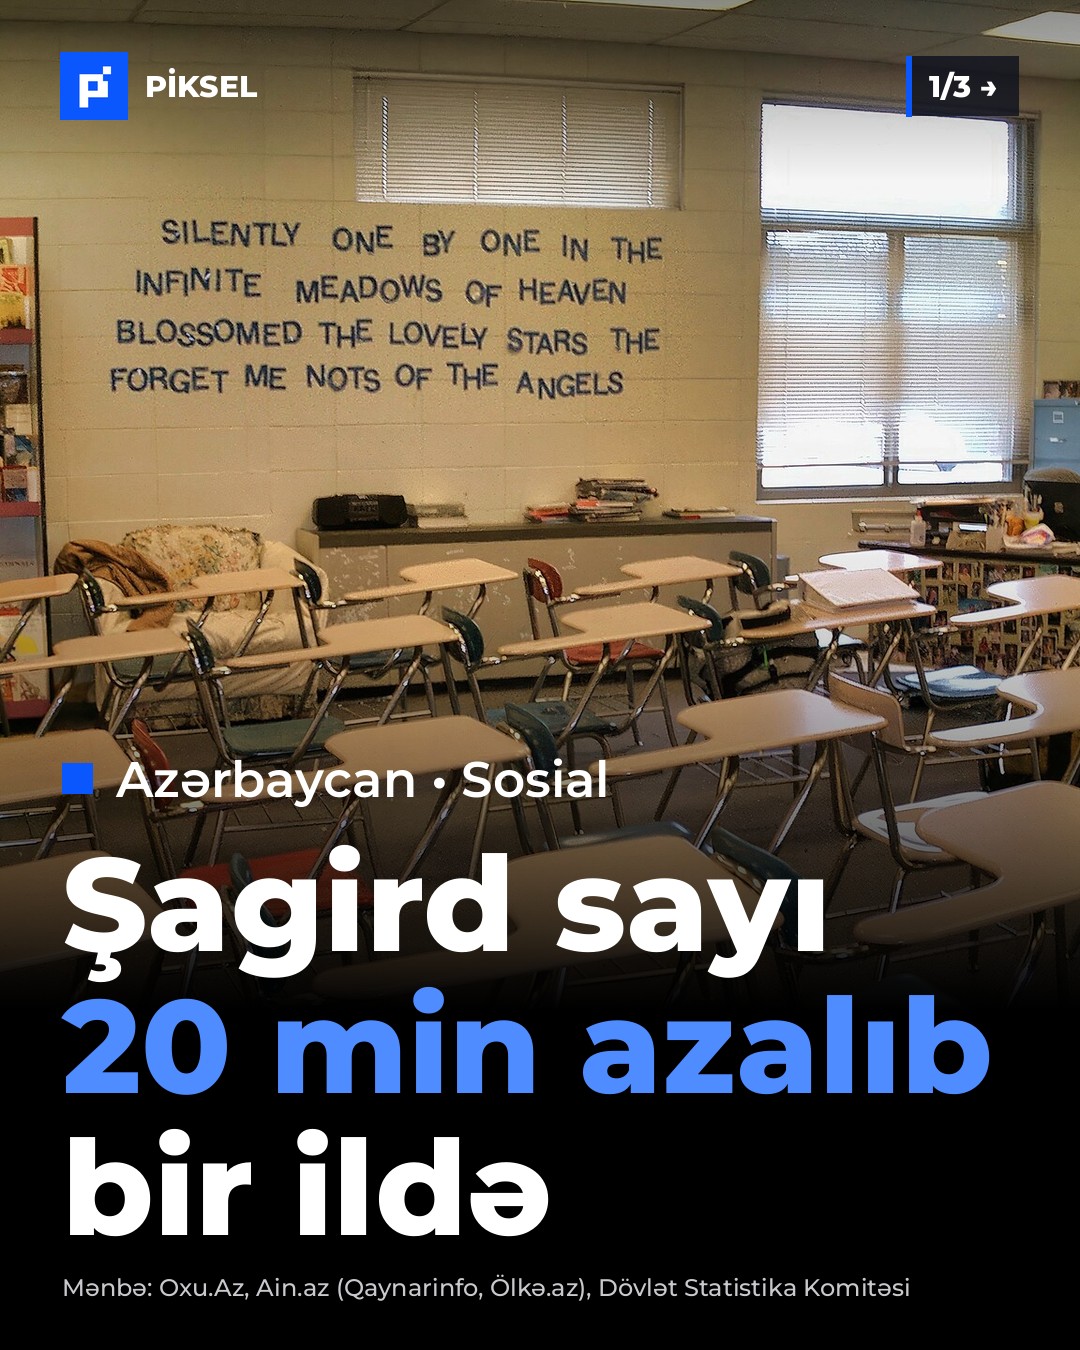 PİKSEL
1/3 →
SILENTLY ONE BY ONE IN THE
INFINITE MEADOWS OF HEAVEN
BLOSSOMED THE LOVELY STARS THE
FORGET ME NOTS OF THE ANGELS
Azərbaycan • Sosial
Şagird sayı
20 min azalıb
bir ildə
Mənbə: Oxu.Az, Ain.az (Qaynarinfo, Ölkə.az), Dövlət Statistika Komitəsi